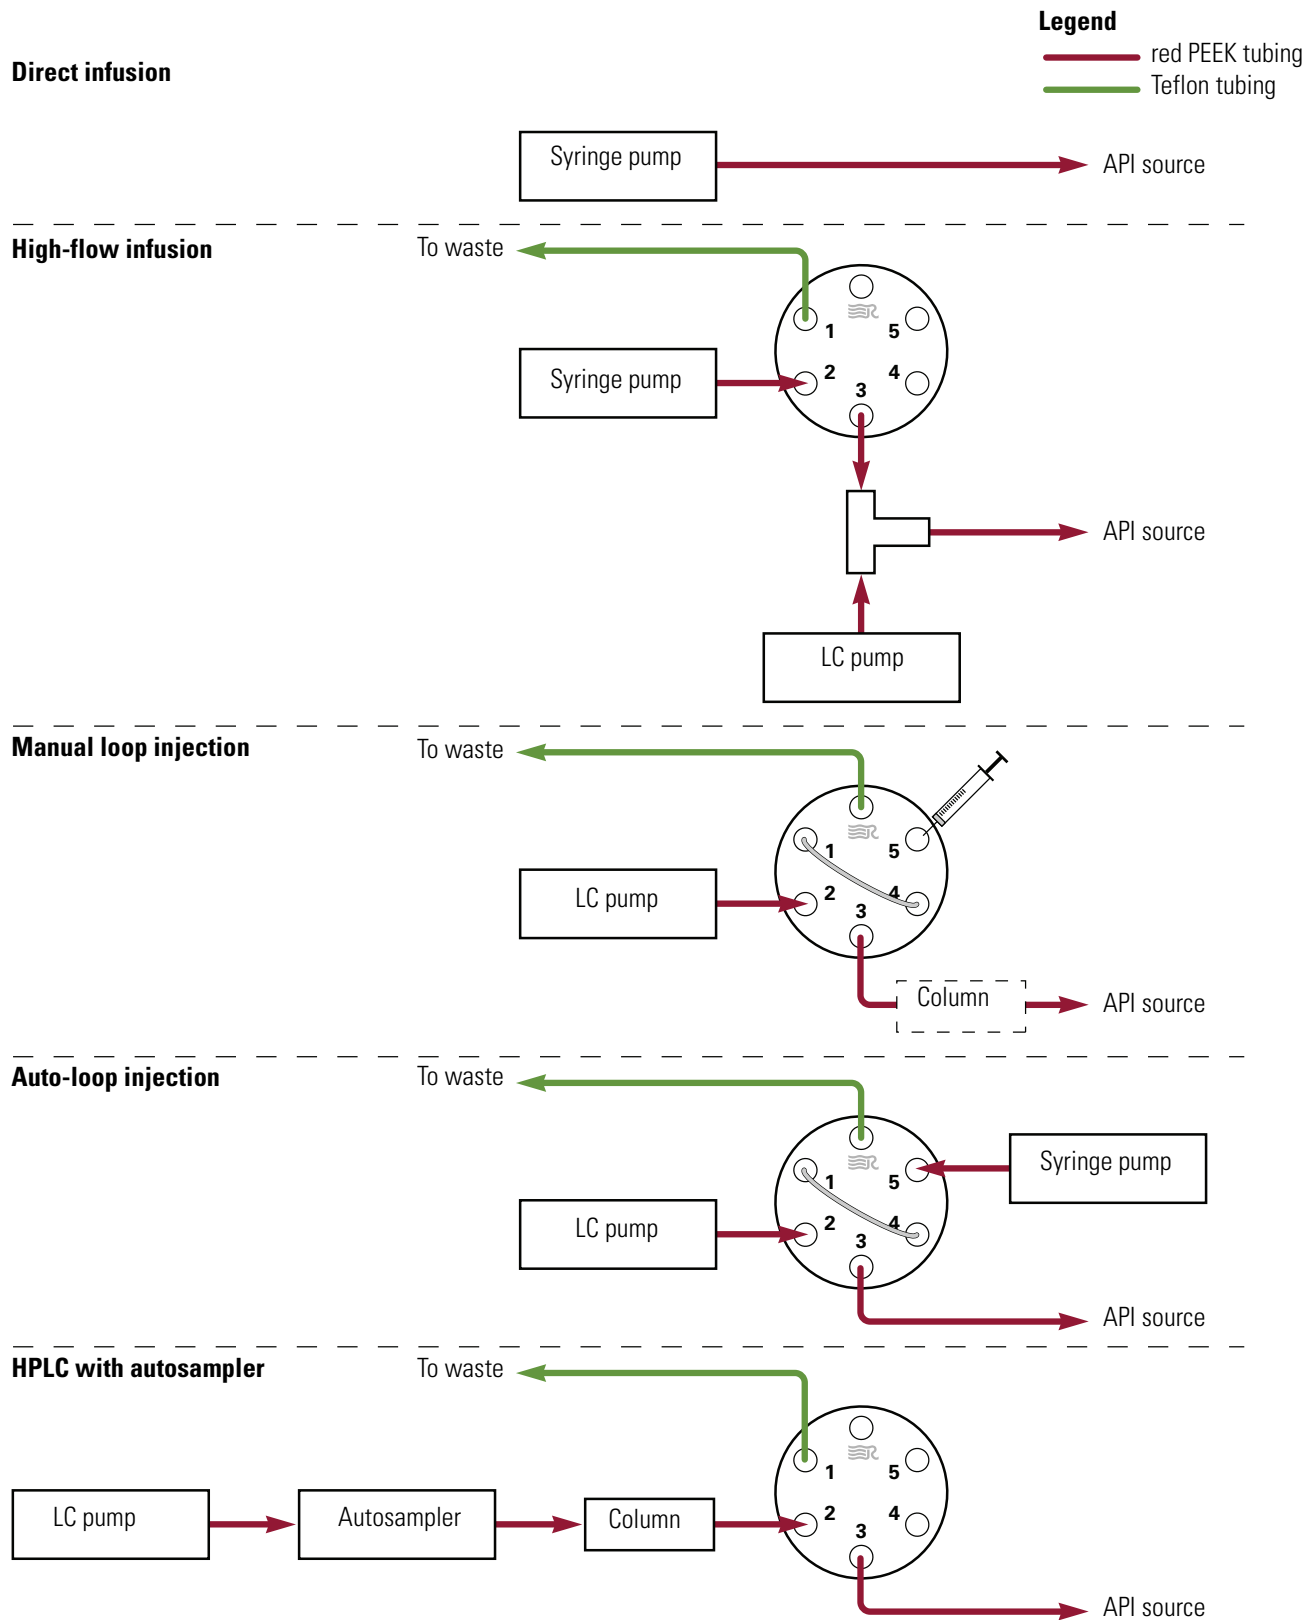 Legend
red PEEK tubing
Teflon tubing
Direct infusion
Syringe pump
API source
High-flow infusion
To waste
1
5
Syringe pump
2
4
3
API source
LC pump
Manual loop injection
To waste
1
5
LC pump
2
4
3
Column
API source
Auto-loop injection
To waste
1
5
Syringe pump
LC pump
2
4
3
API source
HPLC with autosampler
To waste
1
5
LC pump
Autosampler
Column
2
4
3
API source